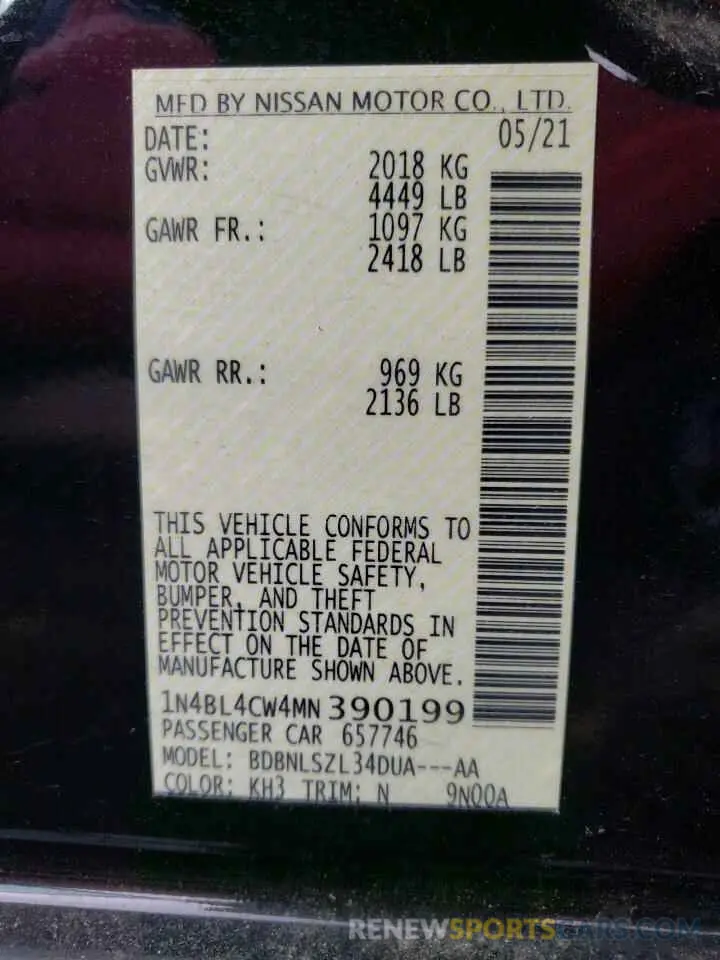 MFD BY NISSAN MOTOR CO., LTD.
DATE: 05/21
GVWR: 2018 KG
4449 LB
GAWR FR.: 1097 KG
2418 LB
GAWR RR.: 969 KG
2136 LB
THIS VEHICLE CONFORMS TO
ALL APPLICABLE FEDERAL
MOTOR VEHICLE SAFETY,
BUMPER, AND THEFT
PREVENTION STANDARDS IN
EFFECT ON THE DATE OF
MANUFACTURE SHOWN ABOVE.
1N4BL4CW4MN390199
PASSENGER CAR 657746
MODEL: BDBNLSZL34DUA---AA
COLOR: KH3 TRIM: N 9N00A
RENEWSPORTSCARS.COM